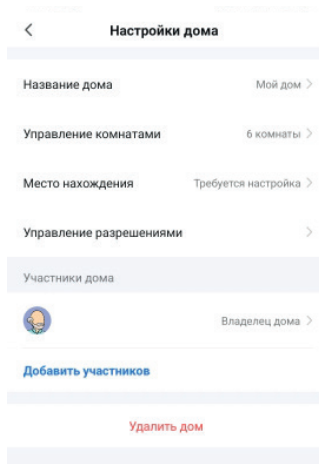 Настройки дома
Название дома Мой дом
Управление комнатами 6 комнаты
Место нахождения Требуется настройка
Управление разрешениями
Участники дома
Владелец дома
Добавить участников
Удалить дом